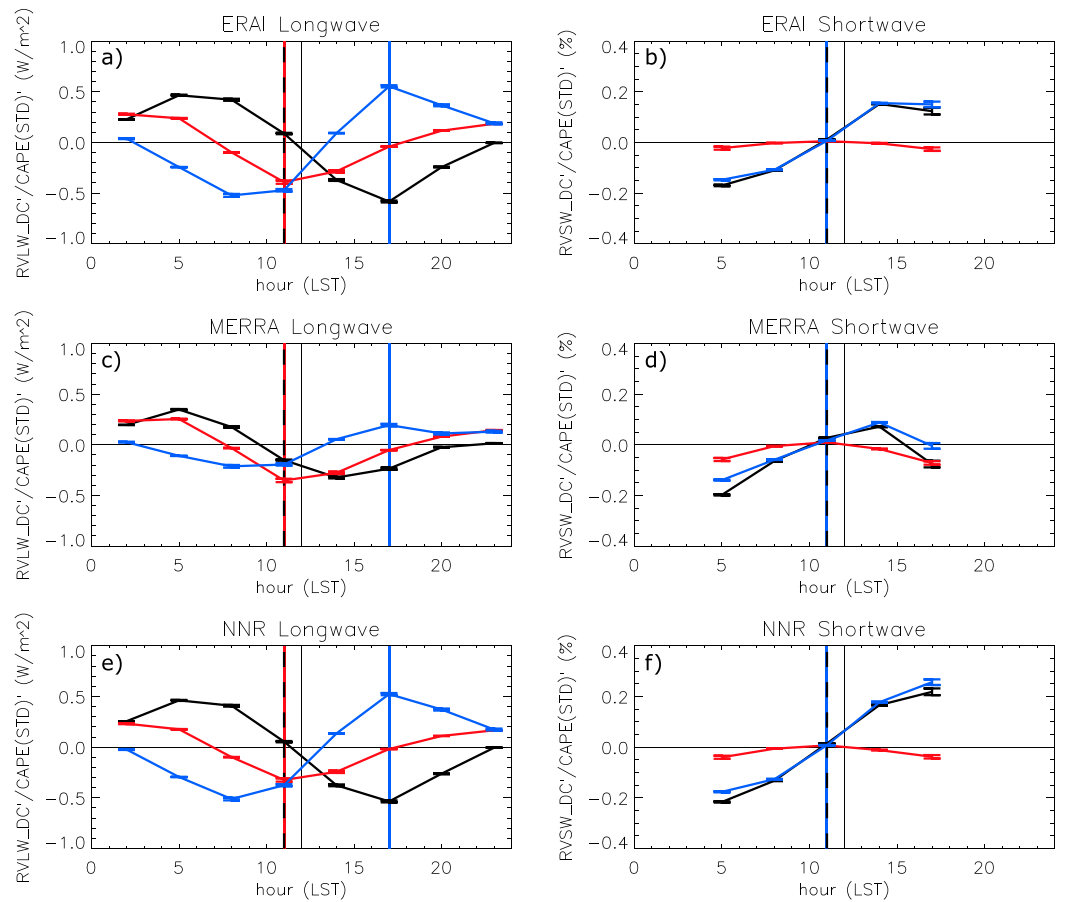 ERAI Longwave
a)
RVLW_DC'/CAPE(STD)' (W/m^2)
1.0
0.5
0.0
−0.5
−1.0
0 5 10 15 20
hour (LST)
ERAI Shortwave
b)
RVSW_DC'/CAPE(STD)' (%)
0.4
0.2
0.0
−0.2
−0.4
0 5 10 15 20
hour (LST)
MERRA Longwave
c)
RVLW_DC'/CAPE(STD)' (W/m^2)
1.0
0.5
0.0
−0.5
−1.0
0 5 10 15 20
hour (LST)
MERRA Shortwave
d)
RVSW_DC'/CAPE(STD)' (%)
0.4
0.2
0.0
−0.2
−0.4
0 5 10 15 20
hour (LST)
NNR Longwave
e)
RVLW_DC'/CAPE(STD)' (W/m^2)
1.0
0.5
0.0
−0.5
−1.0
0 5 10 15 20
hour (LST)
NNR Shortwave
f)
RVSW_DC'/CAPE(STD)' (%)
0.4
0.2
0.0
−0.2
−0.4
0 5 10 15 20
hour (LST)